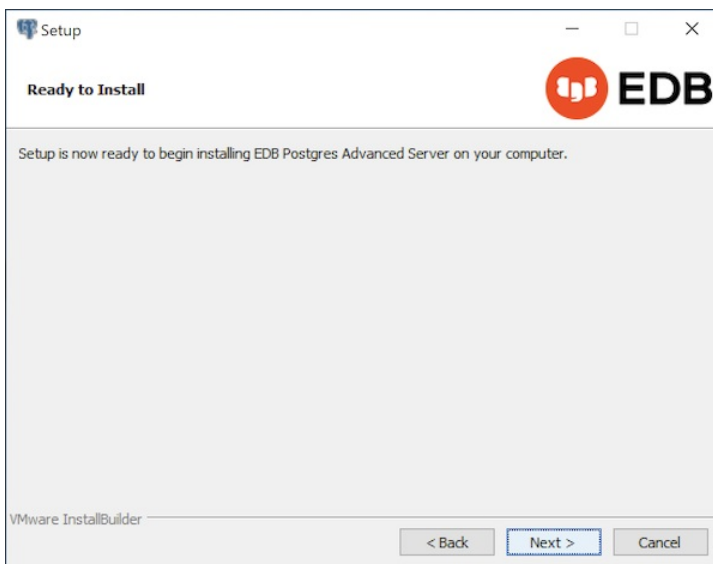 Setup
Ready to Install
EDB
Setup is now ready to begin installing EDB Postgres Advanced Server on your computer.
VMware InstallBuilder
< Back
Next >
Cancel